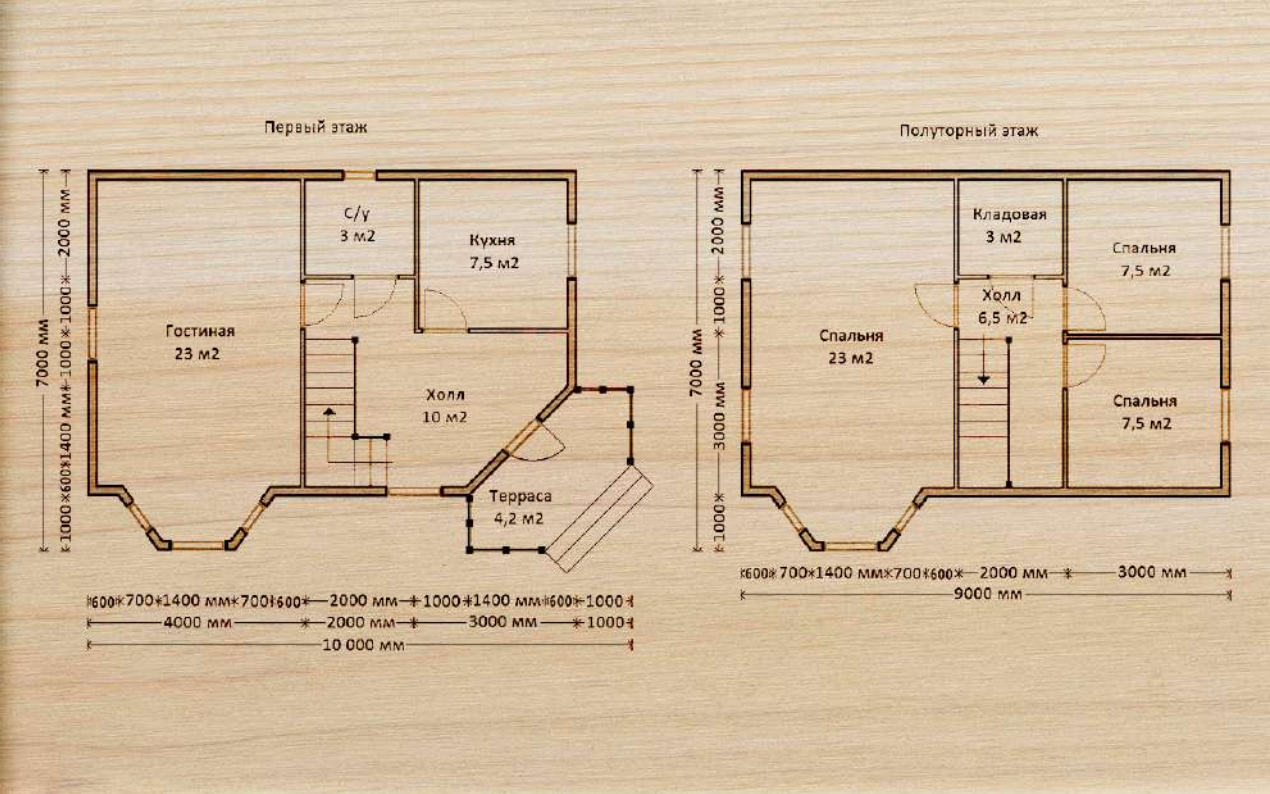 Первый этаж
Полуторный этаж
С/у
3 м2
Кухня
7,5 м2
Гостиная
23 м2
Холл
10 м2
Терраса
4,2 м2
7000 мм
2000 мм
1000
1000
1400 мм
600
1000
600 700 1400 мм 700 600 2000 мм 1000 1400 мм 600 1000
4000 мм 2000 мм 3000 мм 1000
10 000 мм
Кладовая
3 м2
Спальня
7,5 м2
Холл
6,5 м2
Спальня
23 м2
Спальня
7,5 м2
7000 мм
2000 мм
1000
3000 мм
1000
600 700 1400 мм 700 600 2000 мм 3000 мм
9000 мм